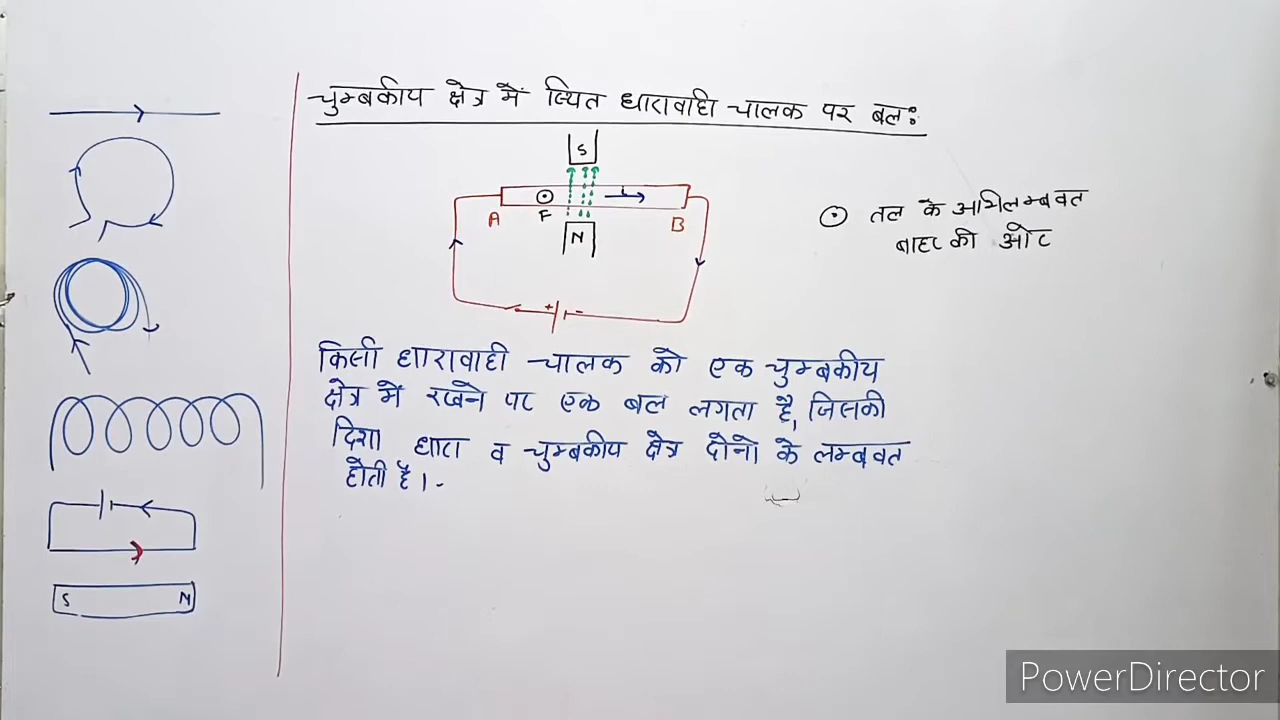 चुम्बकीय क्षेत्र में स्थित धारावाही चालक पर बल:
S
i
F
A
B
N
+ -
⊙ तल के अभिलम्बवत
बाहर की ओर
किसी धारावाही चालक को एक चुम्बकीय
क्षेत्र में रखने पर एक बल लगता है, जिसकी
दिशा धारा व चुम्बकीय क्षेत्र दोनो के लम्बवत
होती है।
S N
PowerDirector